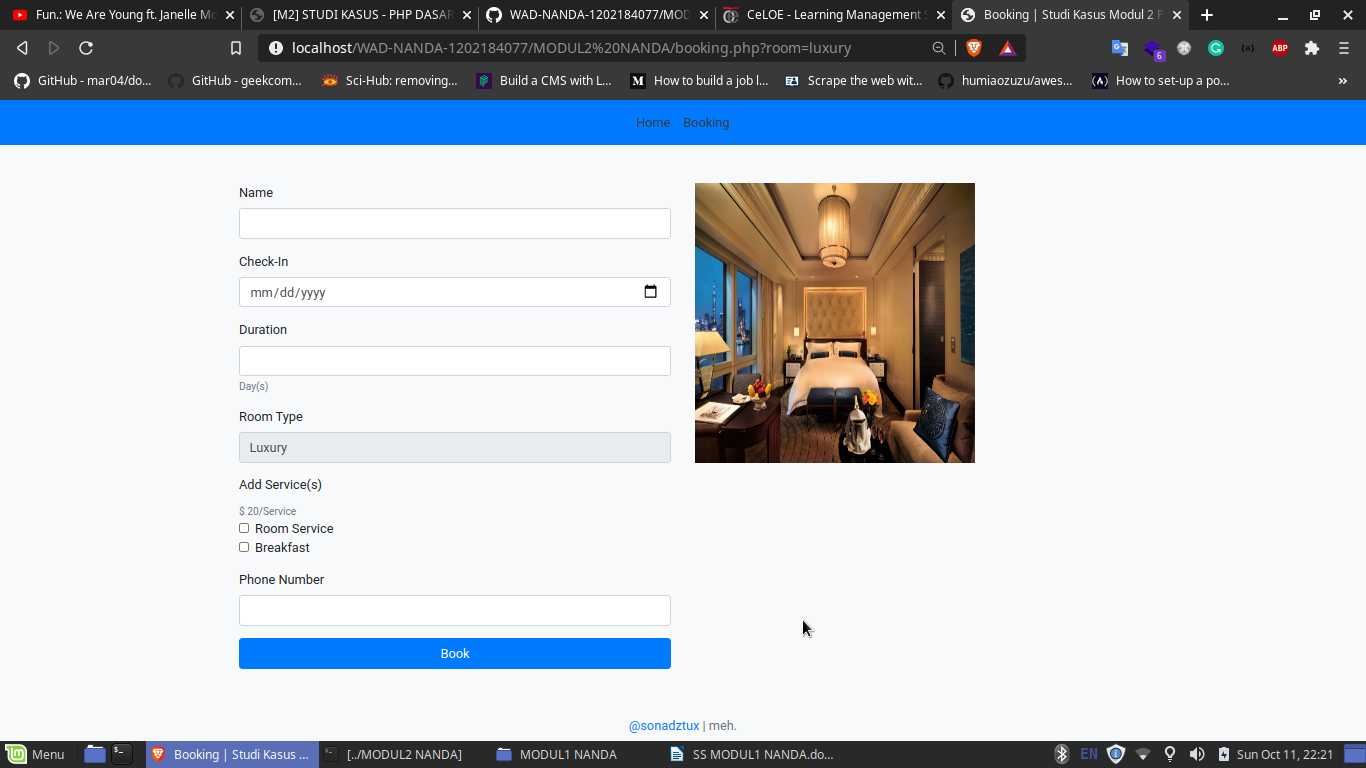 Fun.: We Are Young ft. Janelle Mo
[M2] STUDI KASUS - PHP DASAR
WAD-NANDA-1202184077/MOD
CeLOE - Learning Management S
Booking | Studi Kasus Modul 2 P
localhost/WAD-NANDA-1202184077/MODUL2%20NANDA/booking.php?room=luxury
6
ABP
GitHub - mar04/do...
GitHub - geekcom...
Sci-Hub: removing...
Build a CMS with L...
M
How to build a job l...
Scrape the web wit...
humiaozuzu/awes...
How to set-up a po...
»
Home Booking
Name
Check-In
mm/dd/yyyy
Duration
Day(s)
Room Type
Luxury
Add Service(s)
$ 20/Service
Room Service
Breakfast
Phone Number
Book
@sonadztux | meh.
Menu
Booking | Studi Kasus ...
[../MODUL2 NANDA]
MODUL1 NANDA
SS MODUL1 NANDA.do...
EN
Sun Oct 11, 22:21